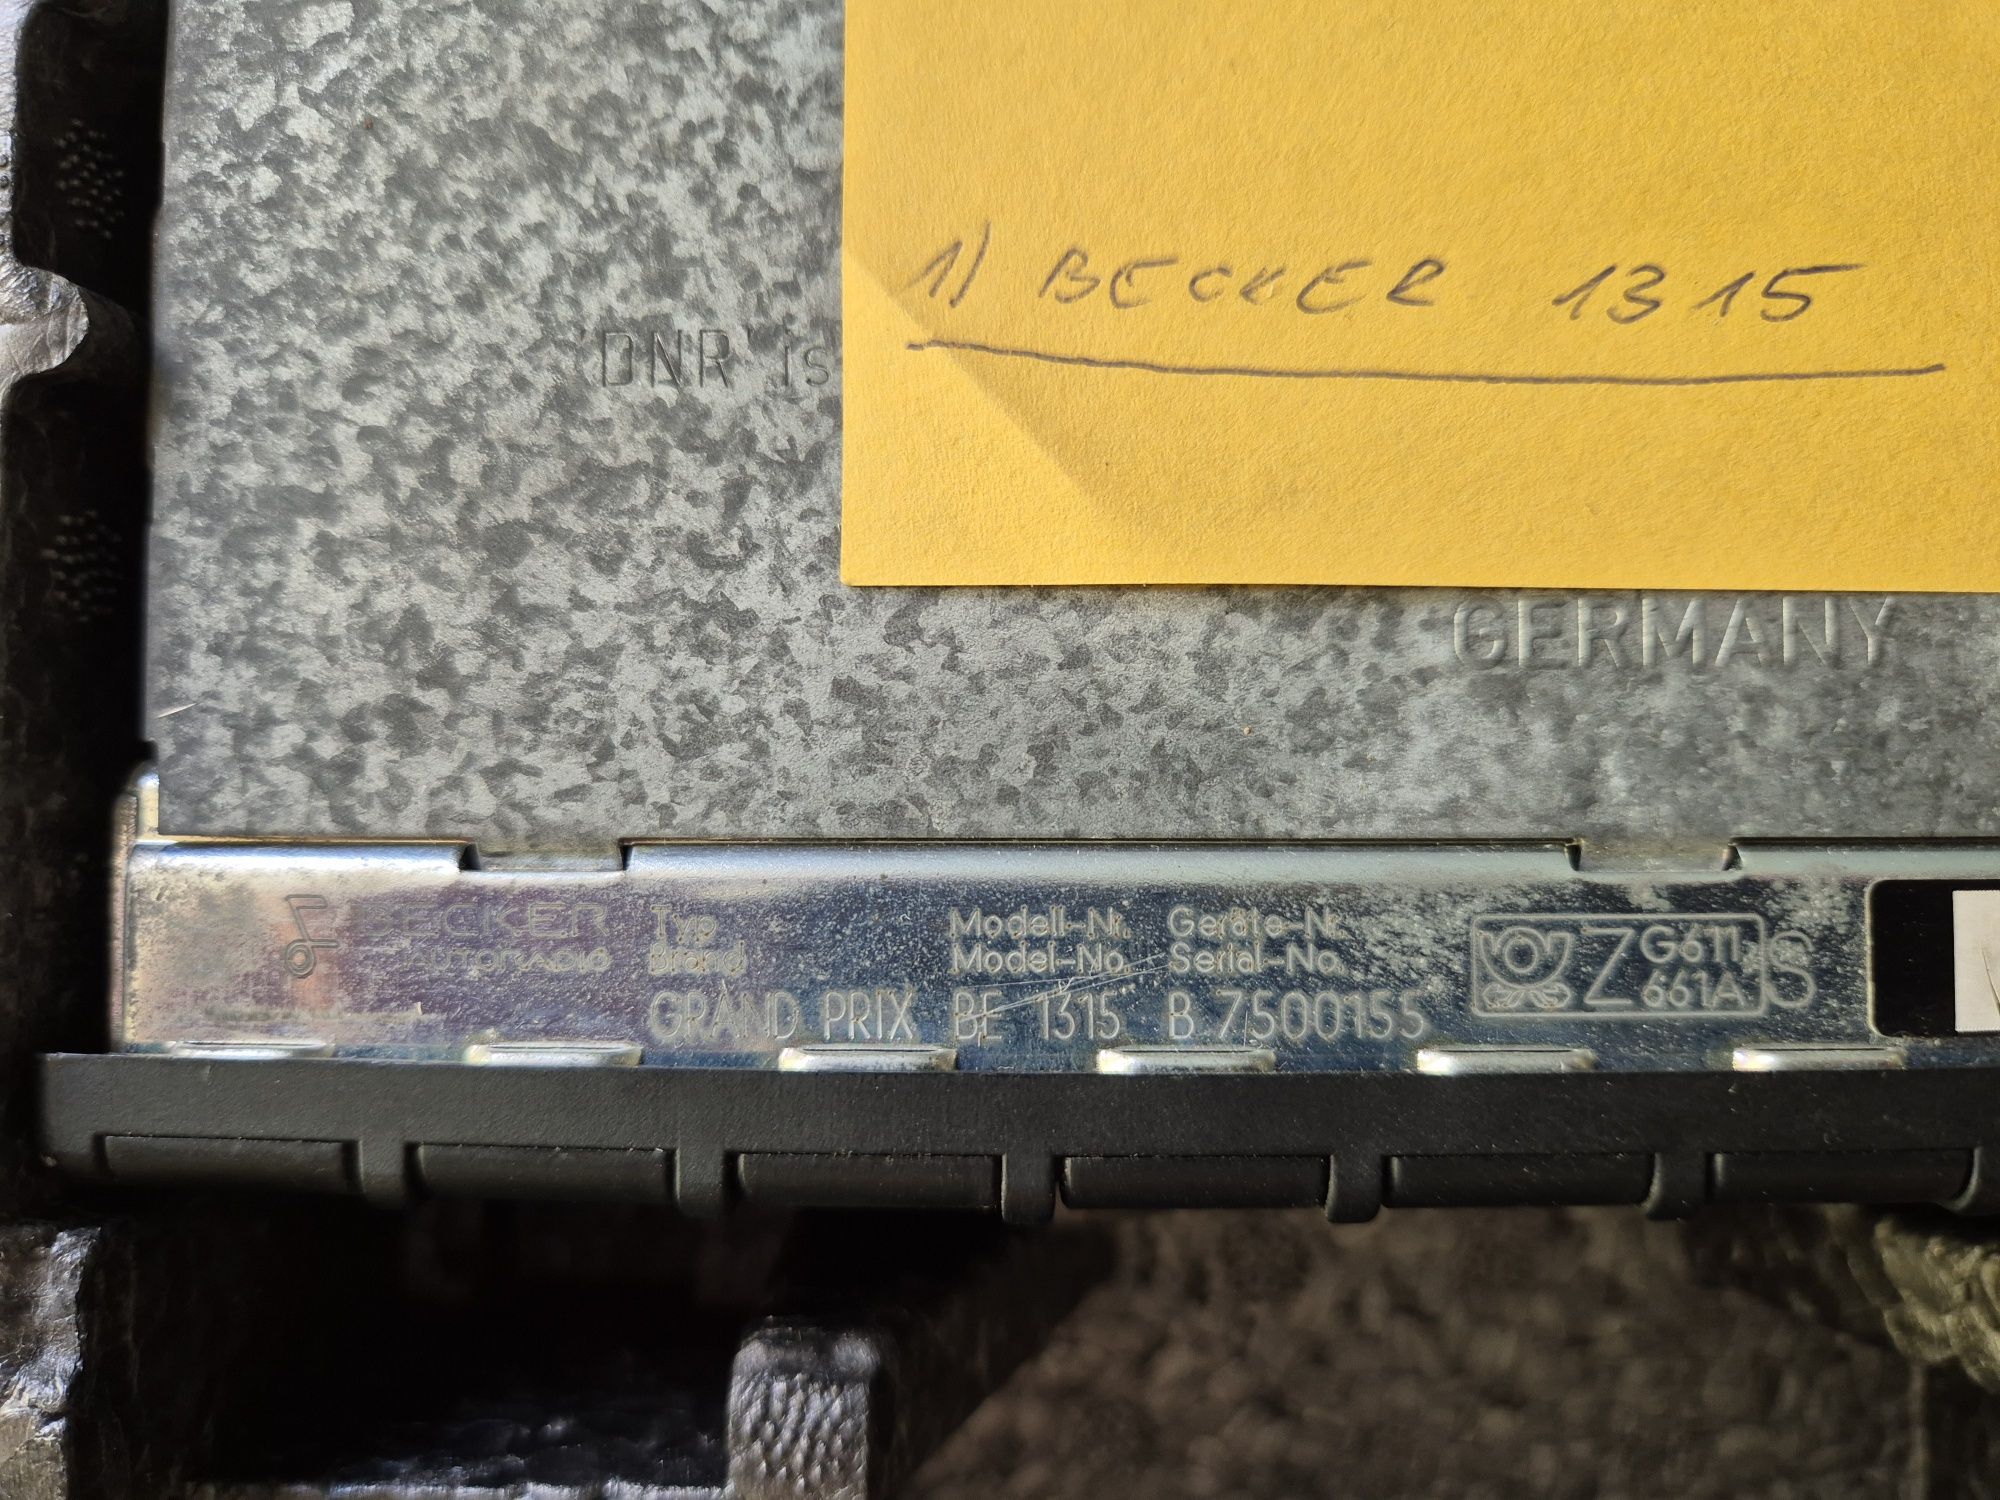 1) BECKER 1315
'DNR' is
GERMANY
BECKER
AUTORADIO
Typ
Brand
GRAND PRIX
Modell-Nr.
Model-No.
BE 1315
Geräte-Nr.
Serial-No.
B 7500155
Z G611 S
661A